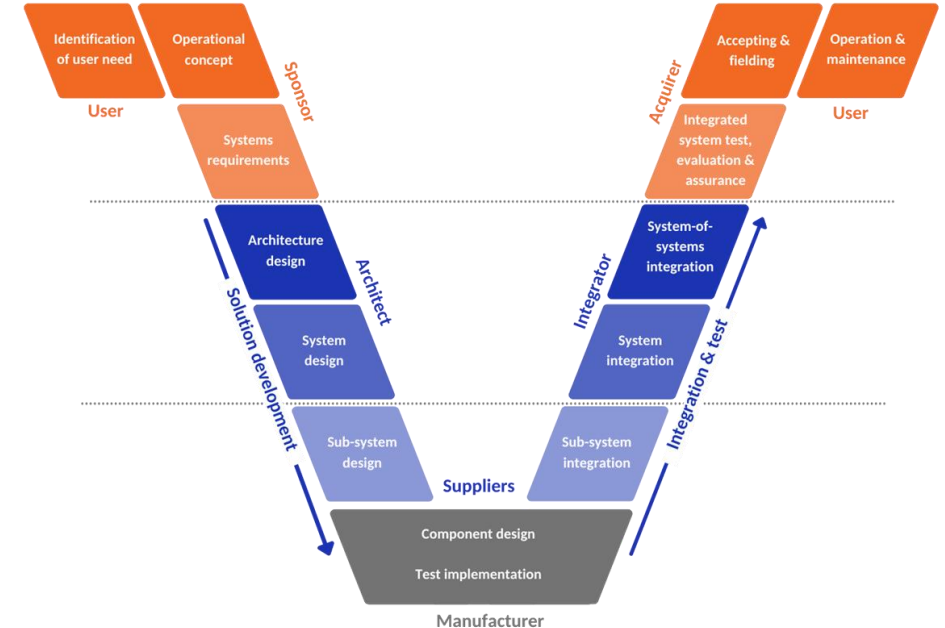 Identification
of user need
Operational
concept
User
Sponsor
Systems
requirements
Architecture
design
Architect
System
design
Solution development
Sub-system
design
Suppliers
Component design
Test implementation
Manufacturer
Sub-system
integration
System
integration
Integrator
Integration & test
System-of-
systems
integration
Integrated
system test,
evaluation &
assurance
Acquirer
Accepting &
fielding
Operation &
maintenance
User